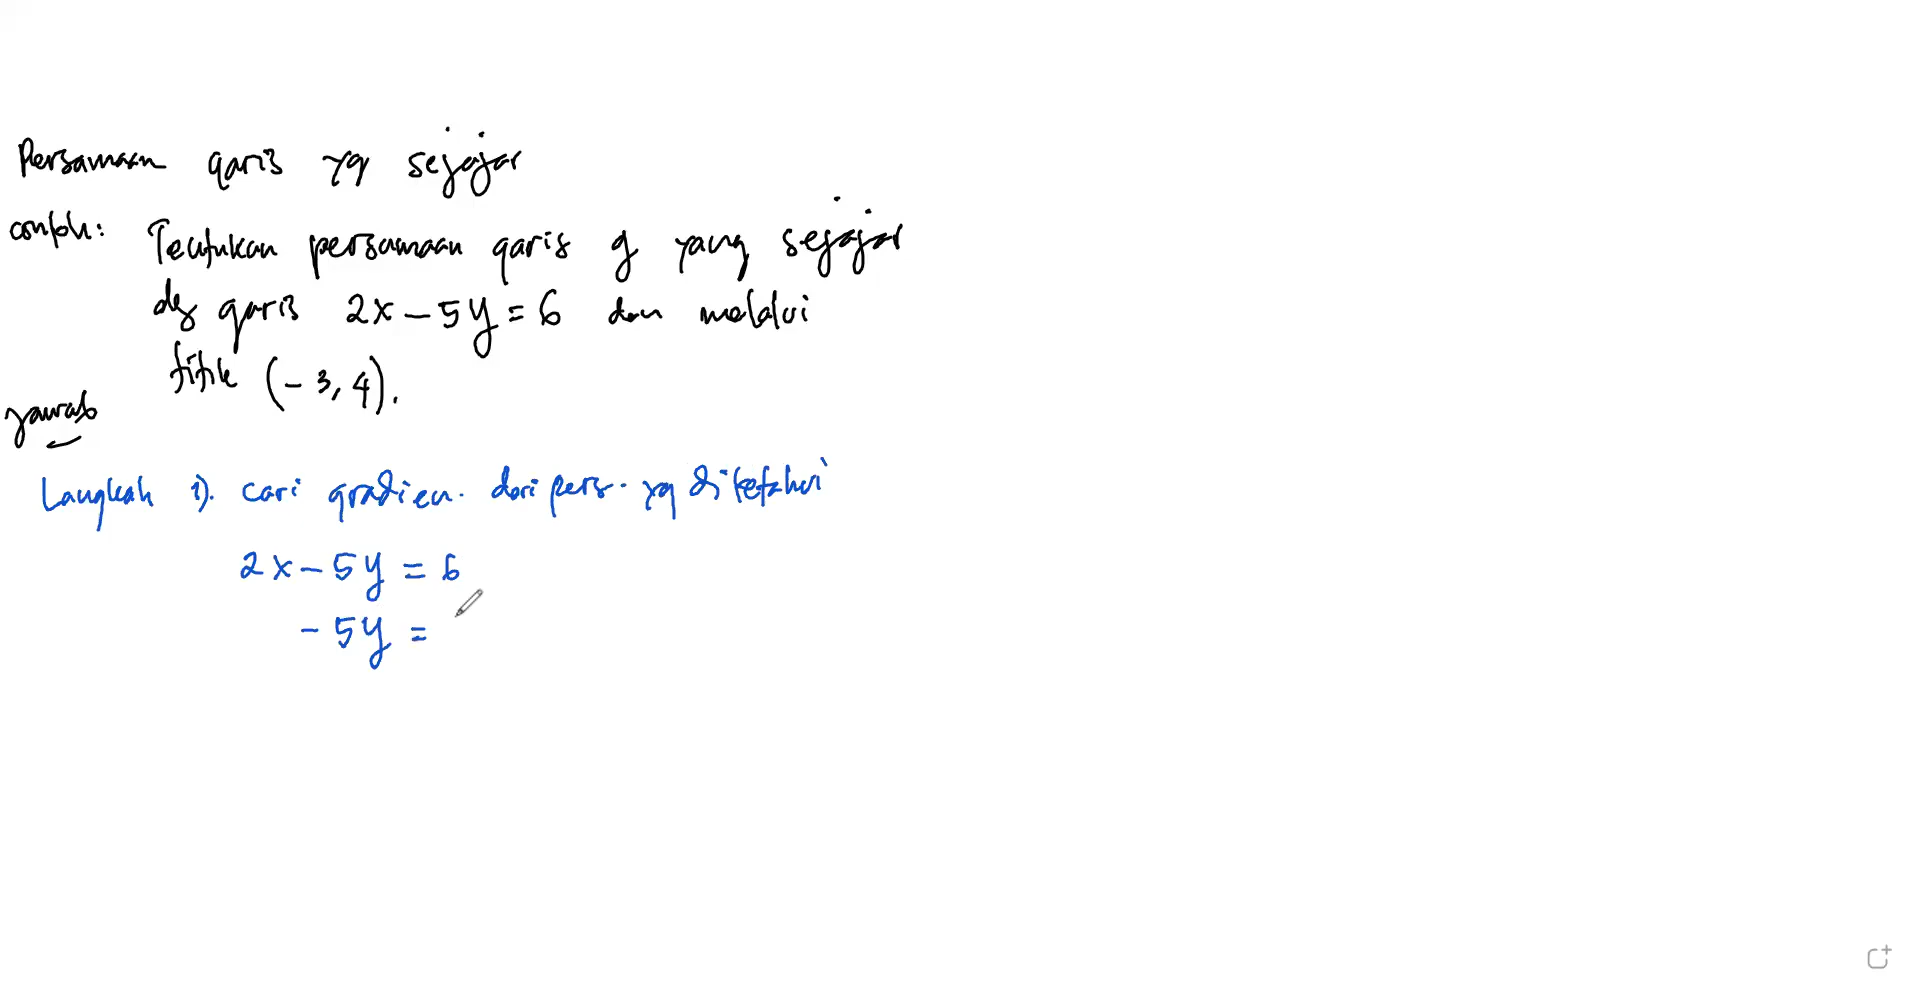 Persamaan garis yg sejajar
contoh: Tentukan persamaan garis g yang sejajar
dg garis 2x - 5y = 6 dan melalui
titik (-3, 4).
Jawab
Langkah 1). cari gradien. dari pers. yg diketahui
2x - 5y = 6
- 5y =